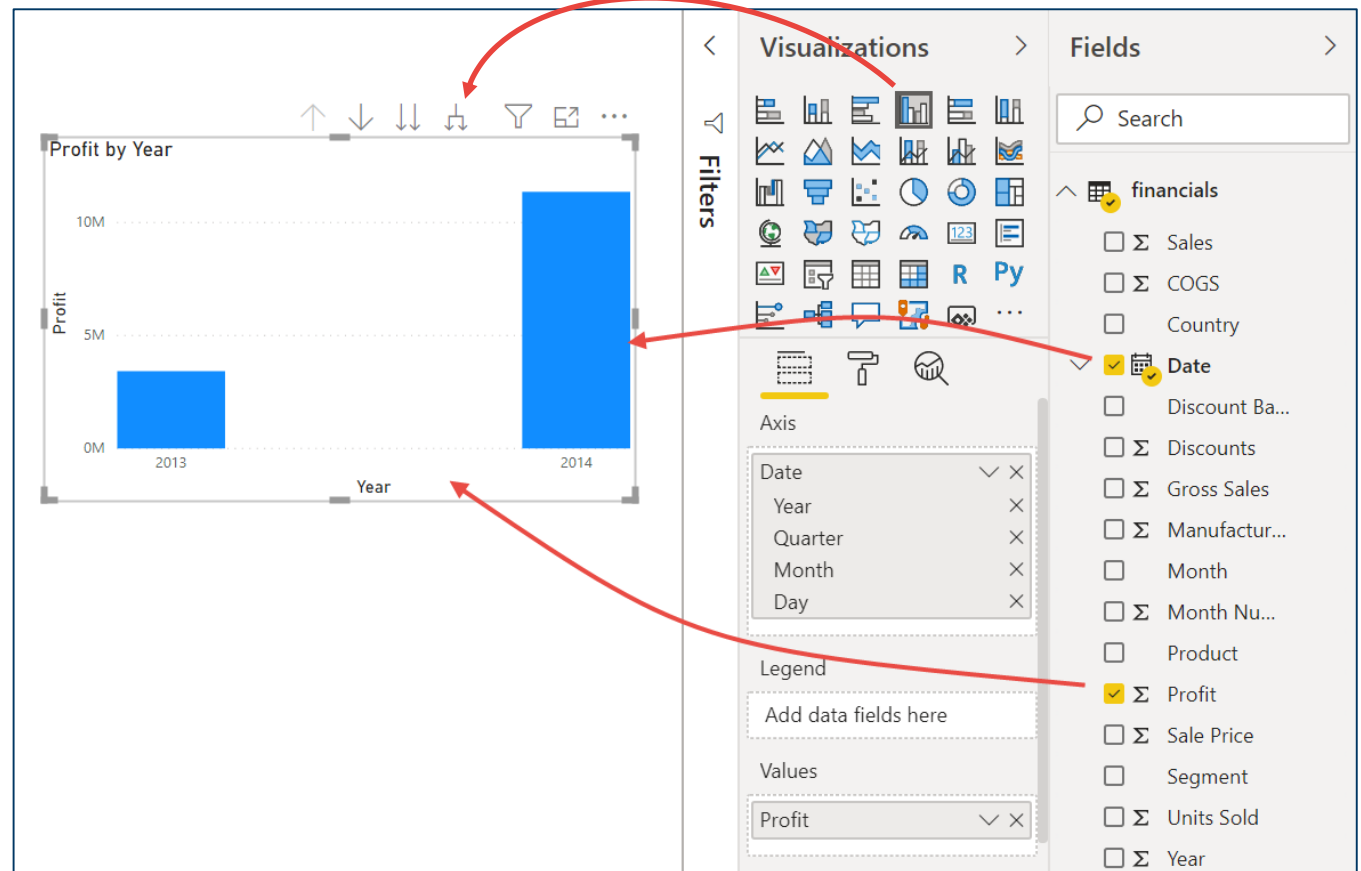 Profit by Year
10M
5M
0M
Profit
2013
2014
Year
Filters
Visualizations
123
R
Py
Axis
Date
Year
Quarter
Month
Day
Legend
Add data fields here
Values
Profit
Fields
Search
financials
Σ Sales
Σ COGS
Country
Date
Discount Ba...
Σ Discounts
Σ Gross Sales
Σ Manufactur...
Month
Σ Month Nu...
Product
Σ Profit
Σ Sale Price
Segment
Σ Units Sold
Σ Year